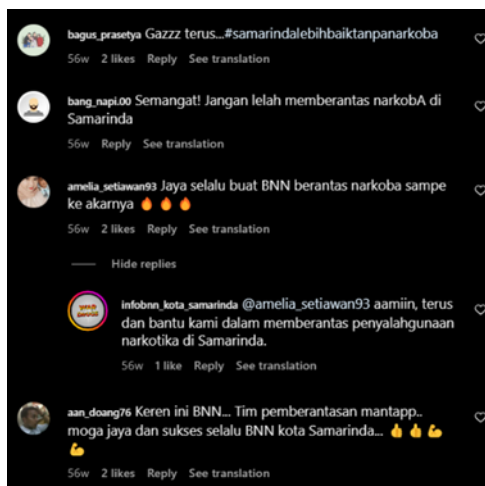 bagus_prasetya Gazzz terus...#samarindalebihbaiktanpanarkoba
56w 2 likes Reply See translation
bang_napi.00 Semangat! Jangan lelah memberantas narkobA di
Samarinda
56w Reply See translation
amelia_setiawan93 Jaya selalu buat BNN berantas narkoba sampe
ke akarnya 🔥 🔥 🔥
56w 2 likes Reply See translation
Hide replies
infobnn_kota_samarinda @amelia_setiawan93 aamiin, terus
dan bantu kami dalam memberantas penyalahgunaan
narkotika di Samarinda.
56w 1 like Reply See translation
aan_doang76 Keren ini BNN... Tim pemberantasan mantapp..
moga jaya dan sukses selalu BNN kota Samarinda... 👍 👍 💪
💪
56w 2 likes Reply See translation